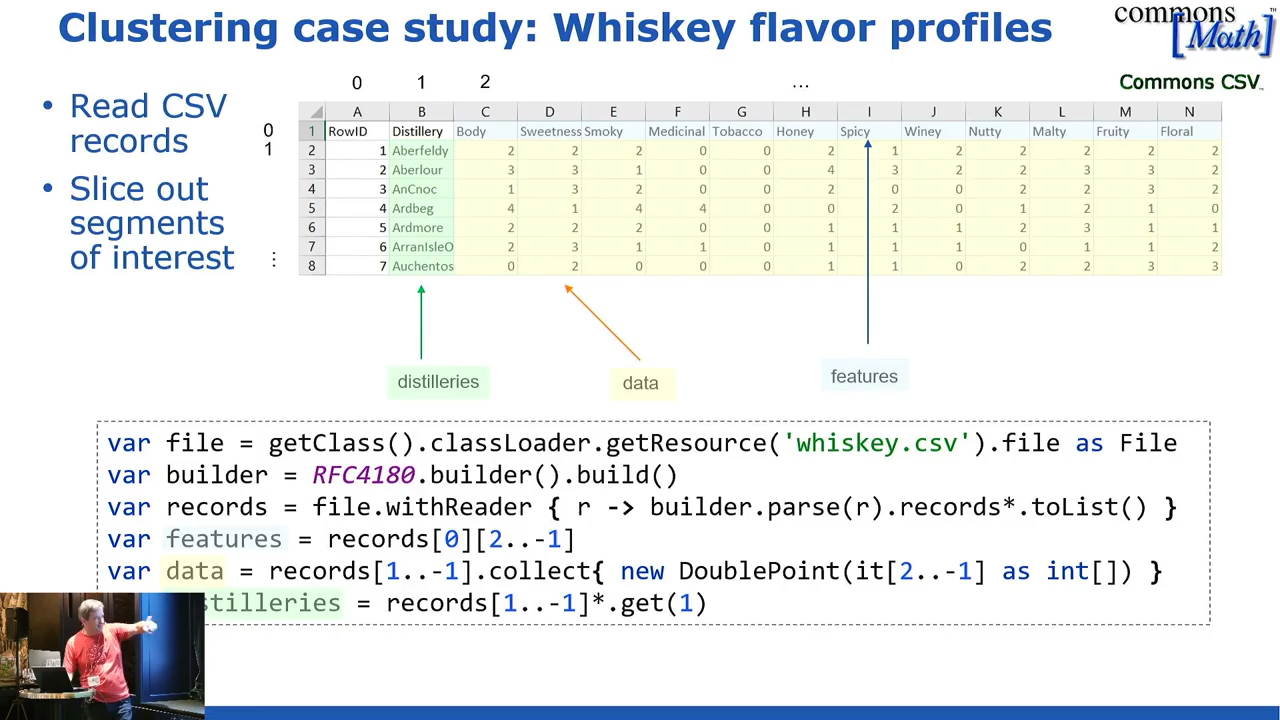 Clustering case study: Whiskey flavor profiles
commons
Math
Commons CSV
• Read CSV
records
• Slice out
segments
of interest
0 1 2 ...
0
1
⋮
A B C D E F G H I J K L M N
1 RowID Distillery Body Sweetness Smoky Medicinal Tobacco Honey Spicy Winey Nutty Malty Fruity Floral
2 1 Aberfeldy 2 2 2 0 0 2 1 2 2 2 2 2
3 2 Aberlour 3 3 1 0 0 4 3 2 2 3 3 2
4 3 AnCnoc 1 3 2 0 0 2 0 0 2 2 3 2
5 4 Ardbeg 4 1 4 4 0 0 2 0 1 2 1 0
6 5 Ardmore 2 2 2 0 0 1 1 1 2 3 1 1
7 6 ArranIsleO 2 3 1 1 0 1 1 1 0 1 1 2
8 7 Auchentos 0 2 0 0 0 1 1 0 2 2 3 3
distilleries
data
features
var file = getClass().classLoader.getResource('whiskey.csv').file as File
var builder = RFC4180.builder().build()
var records = file.withReader { r -> builder.parse(r).records*.toList() }
var features = records[0][2..-1]
var data = records[1..-1].collect{ new DoublePoint(it[2..-1] as int[]) }
stilleries = records[1..-1]*.get(1)